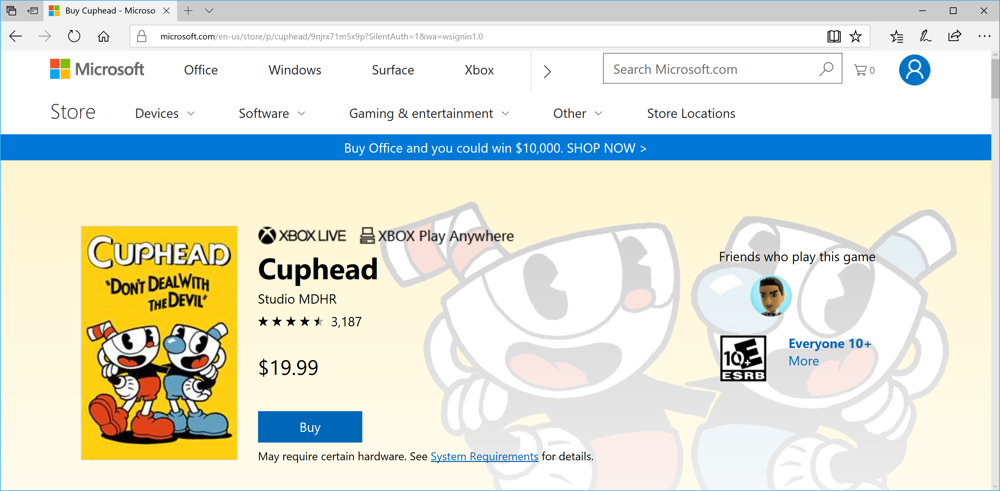 Buy Cuphead - Microso
microsoft.com/en-us/store/p/cuphead/9njrx71m5x9p?SilentAuth=1&wa=wsignin1.0
Microsoft
Office
Windows
Surface
Xbox
Search Microsoft.com
0
Store
Devices
Software
Gaming & entertainment
Other
Store Locations
Buy Office and you could win $10,000. SHOP NOW >
CUPHEAD
"DON'T DEAL WITH
THE DEVIL"
XBOX LIVE
XBOX Play Anywhere
Cuphead
Studio MDHR
3,187
$19.99
Buy
May require certain hardware. See System Requirements for details.
Friends who play this game
E
10+
ESRB
Everyone 10+
More